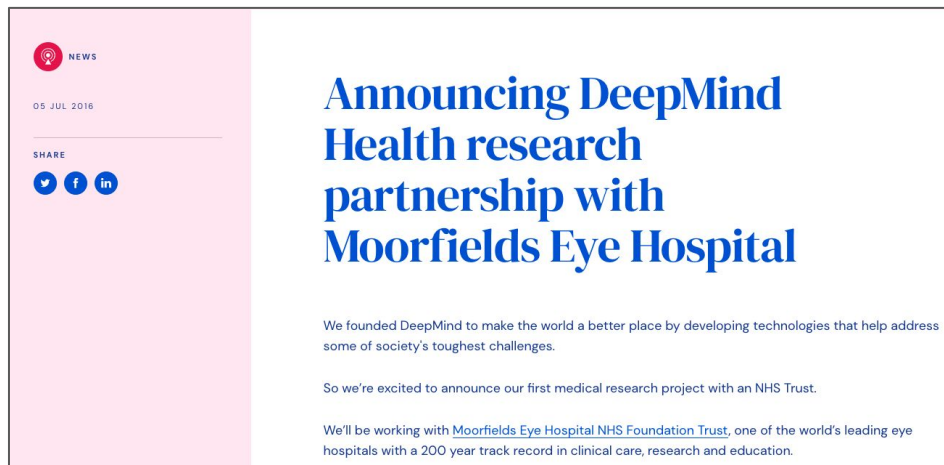 NEWS
05 JUL 2016
SHARE
Announcing DeepMind
Health research
partnership with
Moorfields Eye Hospital
We founded DeepMind to make the world a better place by developing technologies that help address
some of society's toughest challenges.
So we’re excited to announce our first medical research project with an NHS Trust.
We’ll be working with Moorfields Eye Hospital NHS Foundation Trust, one of the world’s leading eye
hospitals with a 200 year track record in clinical care, research and education.